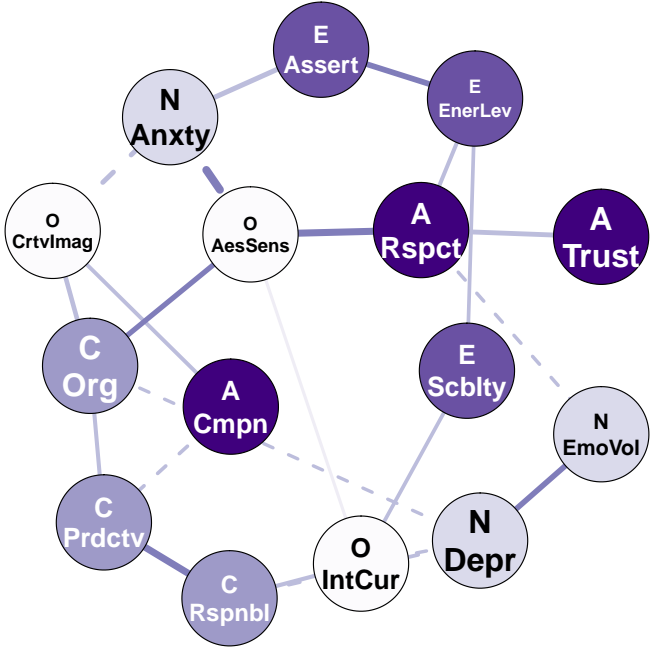 E
Assert
E
EnerLev
N
Anxty
O
CrtvImag
O
AesSens
A
Rspct
A
Trust
C
Org
A
Cmpn
E
Scblty
N
EmoVol
C
Prdctv
O
IntCur
N
Depr
C
Rspnbl